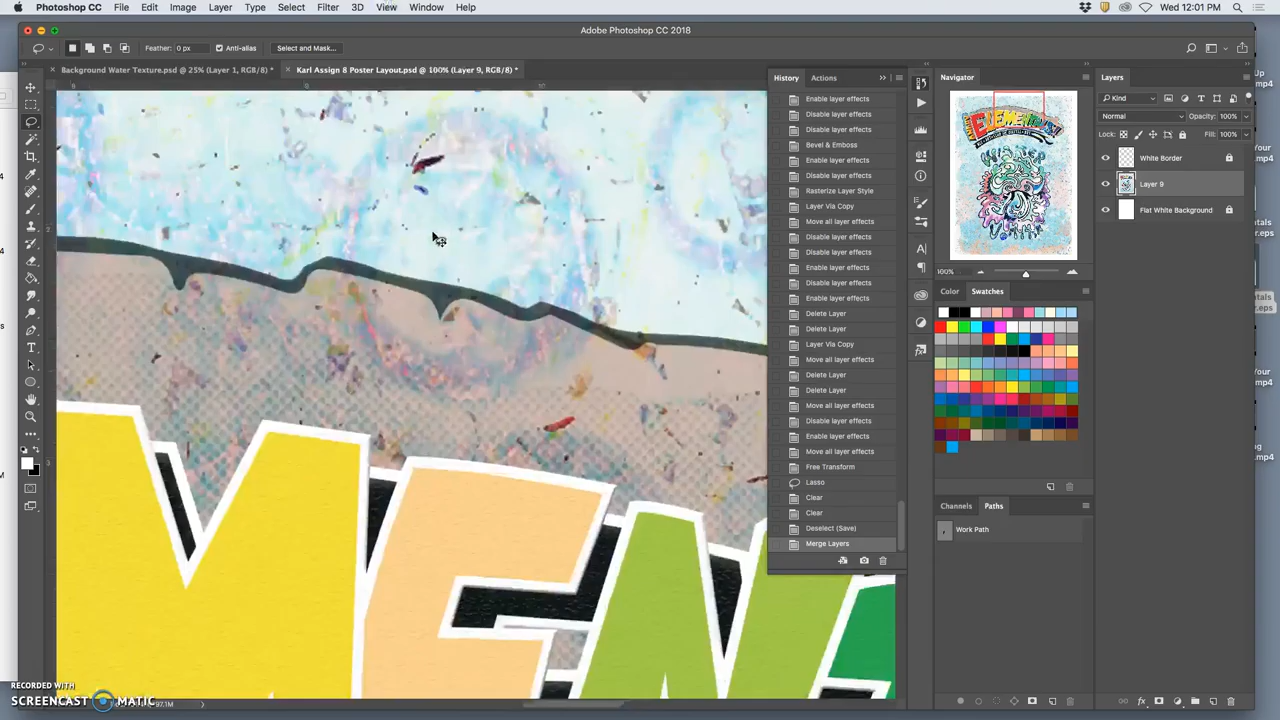 Photoshop CC File Edit Image Layer Type Select Filter 3D View Window Help Wed 12:01 PM
Adobe Photoshop CC 2018
Feather: 0 px Anti-alias Select and Mask...
Background Water Texture.psd @ 25% (Layer 1, RGB/8) * Karl Assign 8 Poster Layout.psd @ 100% (Layer 9, RGB/8) *
History Actions
Enable layer effects
Disable layer effects
Disable layer effects
Bevel & Emboss
Enable layer effects
Disable layer effects
Rasterize Layer Style
Layer Via Copy
Move all layer effects
Disable layer effects
Disable layer effects
Enable layer effects
Disable layer effects
Enable layer effects
Delete Layer
Delete Layer
Layer Via Copy
Move all layer effects
Delete Layer
Delete Layer
Move all layer effects
Disable layer effects
Enable layer effects
Move all layer effects
Free Transform
Lasso
Clear
Clear
Deselect (Save)
Merge Layers
Navigator
100%
Color Swatches
Channels Paths
Work Path
Layers
Kind
Normal Opacity: 100%
Lock: Fill: 100%
White Border
Layer 9
Flat White Background
MEN
RECORDED WITH
SCREENCAST MATIC